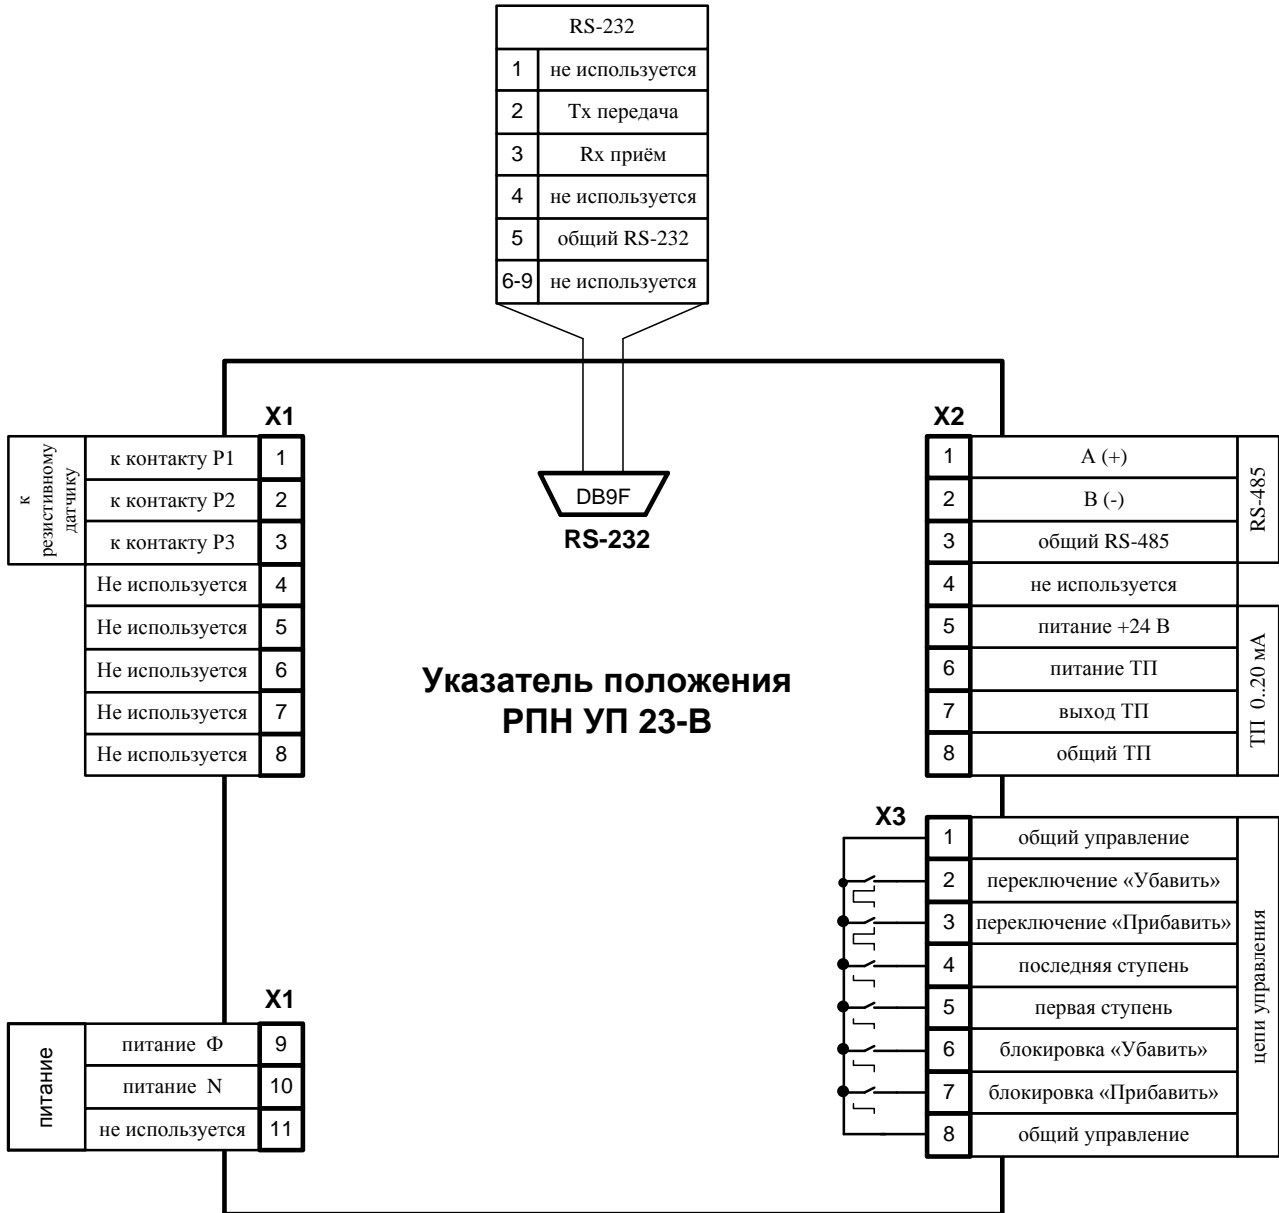 RS-232
1 не используется
2 Tx передача
3 Rx приём
4 не используется
5 общий RS-232
6-9 не используется
X1
к резистивному датчику
к контакту P1 1
к контакту P2 2
к контакту P3 3
Не используется 4
Не используется 5
Не используется 6
Не используется 7
Не используется 8
DB9F
RS-232
Указатель положения
РПН УП 23-В
X2
1 A (+)
2 B (-)
3 общий RS-485
4 не используется
5 питание +24 В
6 питание ТП
7 выход ТП
8 общий ТП
RS-485
ТП 0..20 мА
X3
1 общий управление
2 переключение «Убавить»
3 переключение «Прибавить»
4 последняя ступень
5 первая ступень
6 блокировка «Убавить»
7 блокировка «Прибавить»
8 общий управление
цепи управления
X1
питание
питание Ф 9
питание N 10
не используется 11